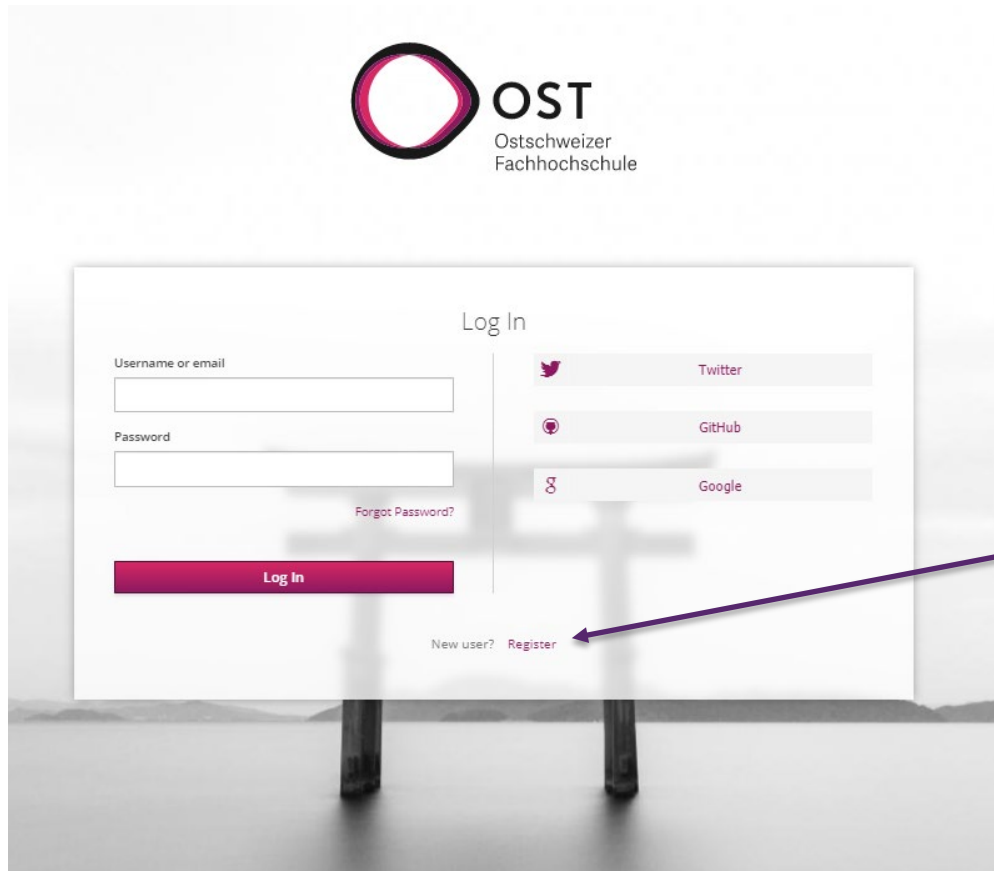 OST
Ostschweizer
Fachhochschule
Log In
Username or email
Password
Forgot Password?
Log In
Twitter
GitHub
Google
New user? Register